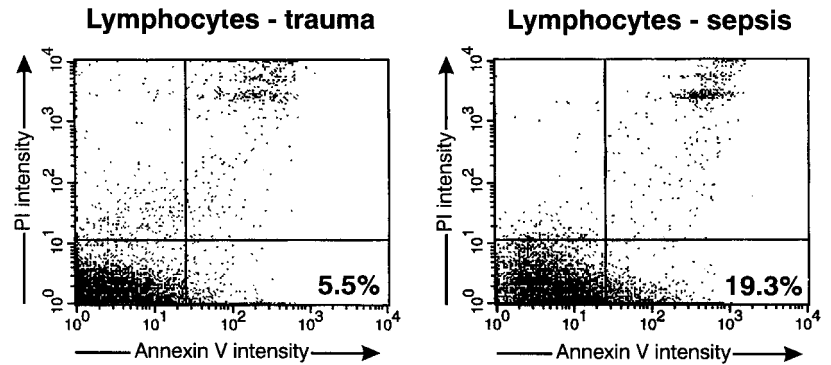 Lymphocytes - trauma
Lymphocytes - sepsis
PI intensity
10⁴
10³
10²
10¹
10⁰
5.5%
10⁰ 10¹ 10² 10³ 10⁴
Annexin V intensity
PI intensity
10⁴
10³
10²
10¹
10⁰
19.3%
10⁰ 10¹ 10² 10³ 10⁴
Annexin V intensity